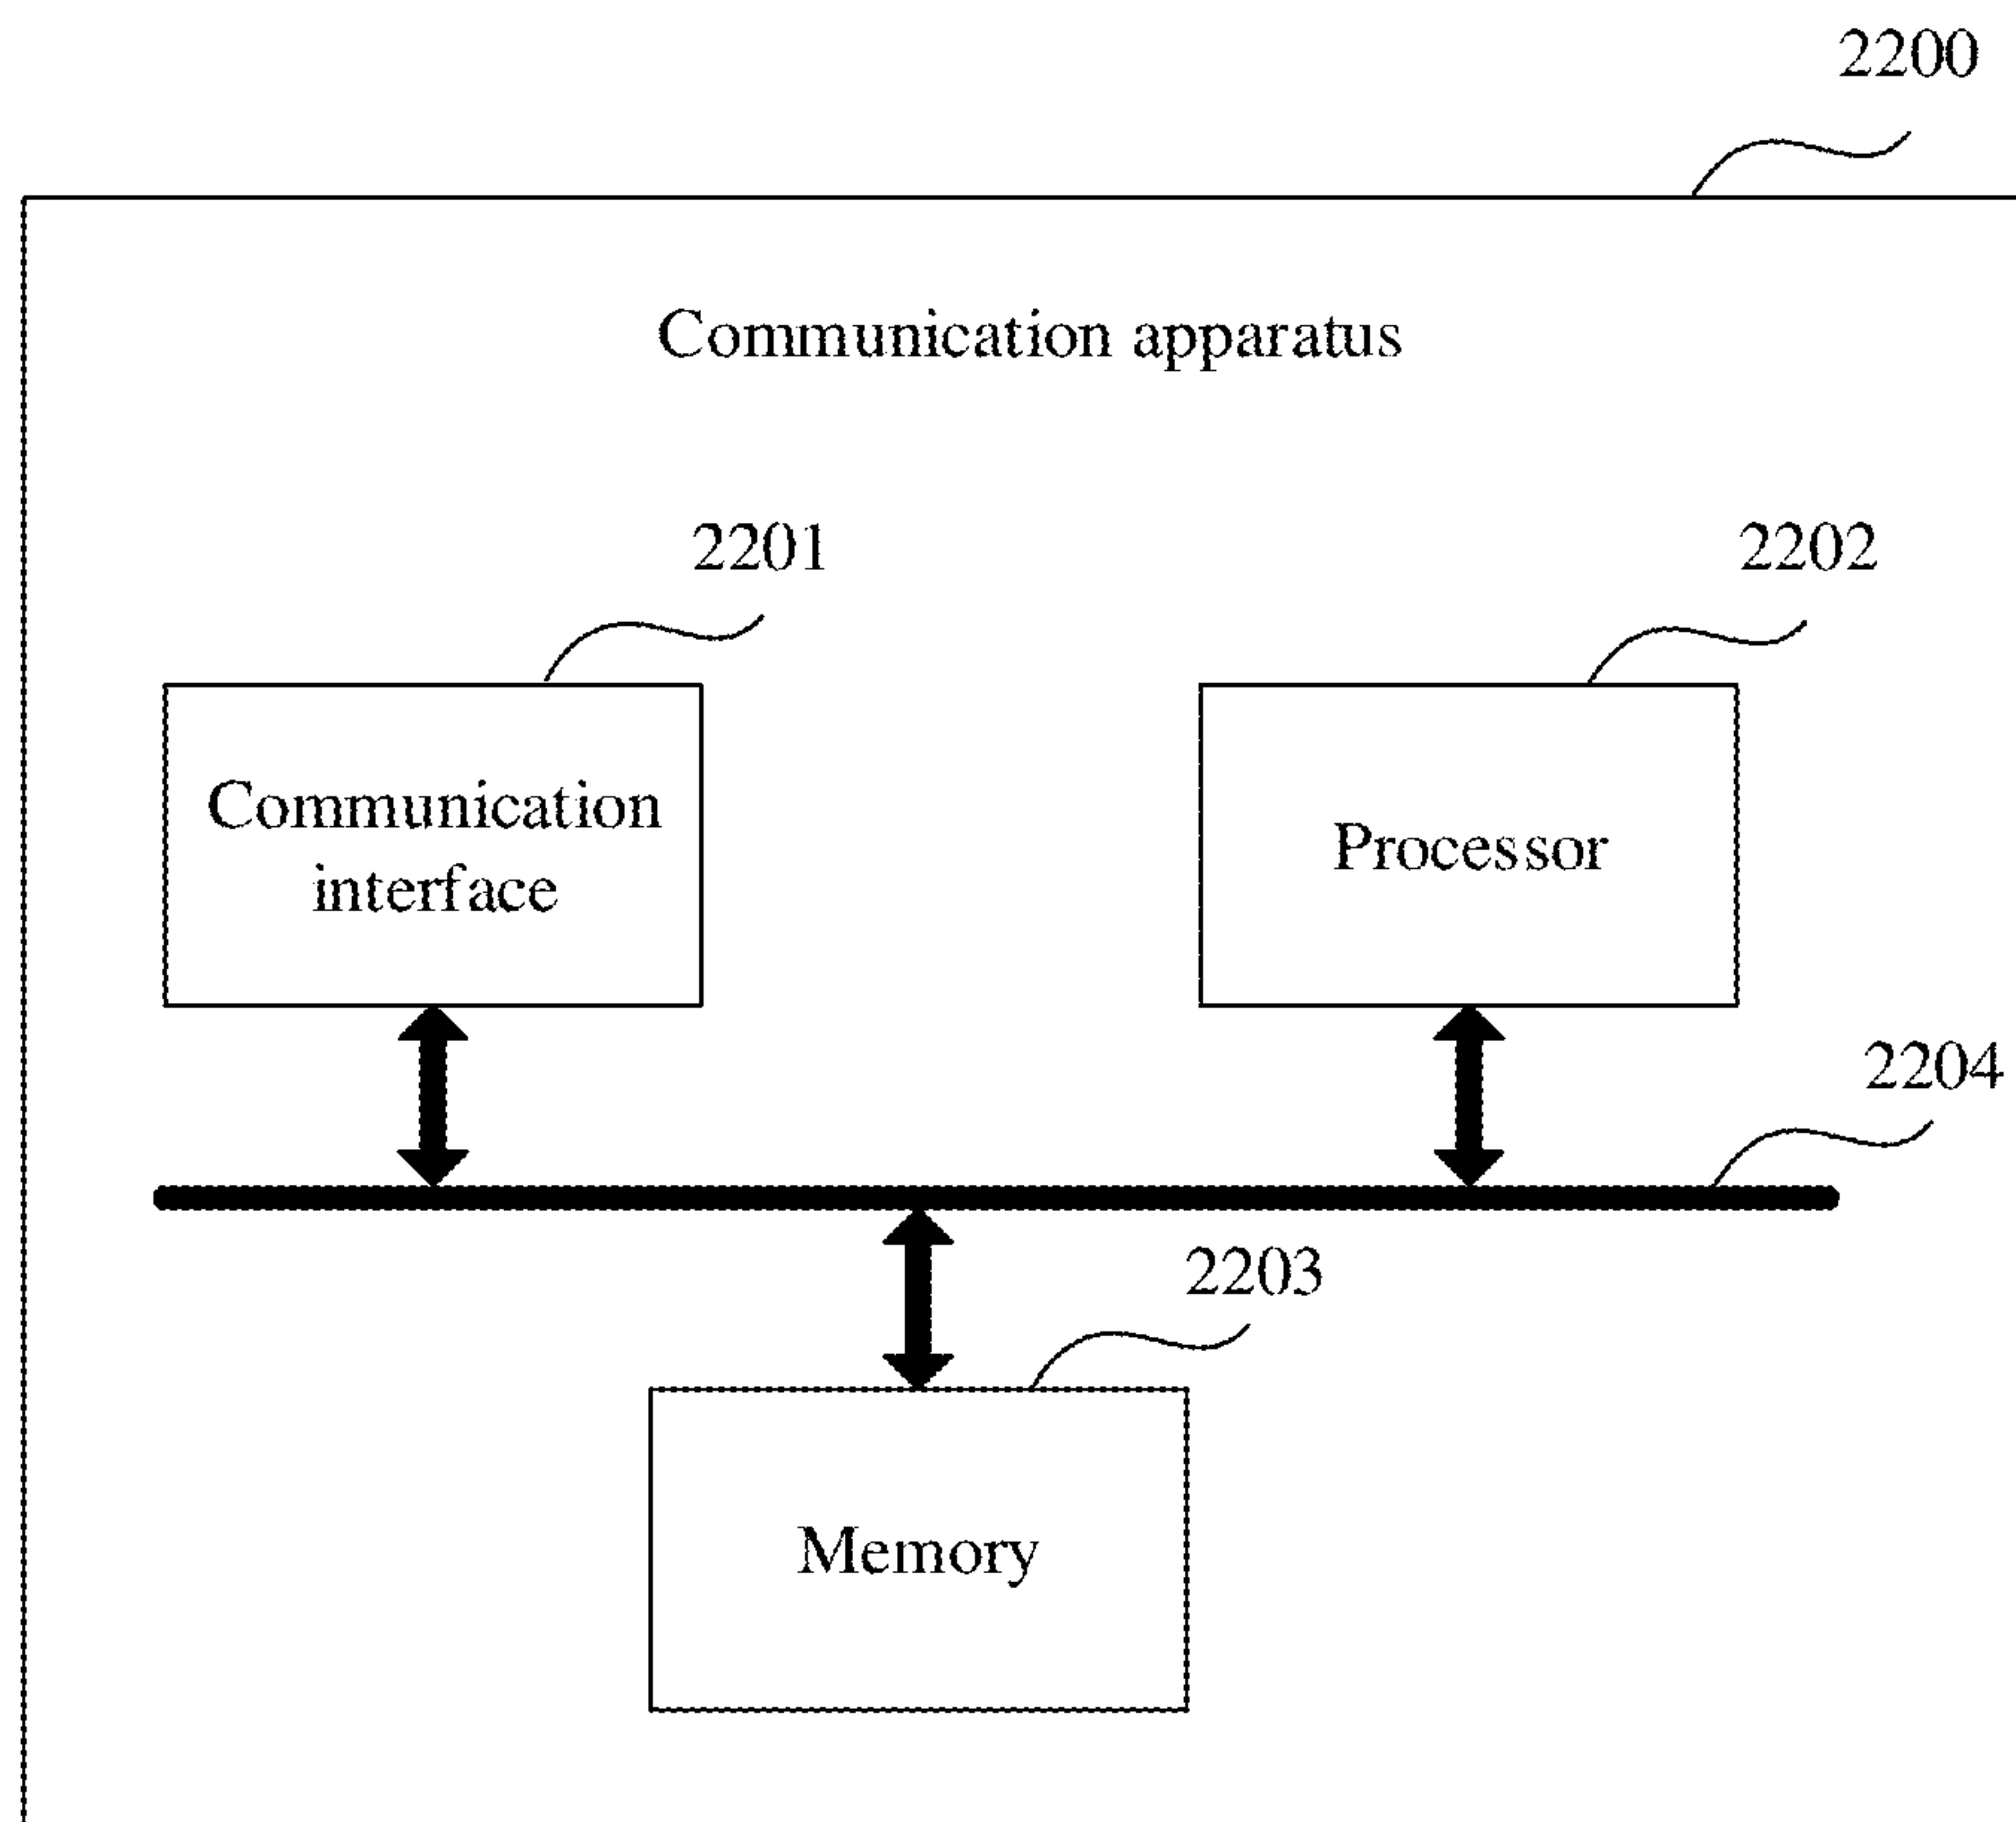 2200
Communication apparatus
2201
2202
Communication
interface
Processor
2204
2203
Memory